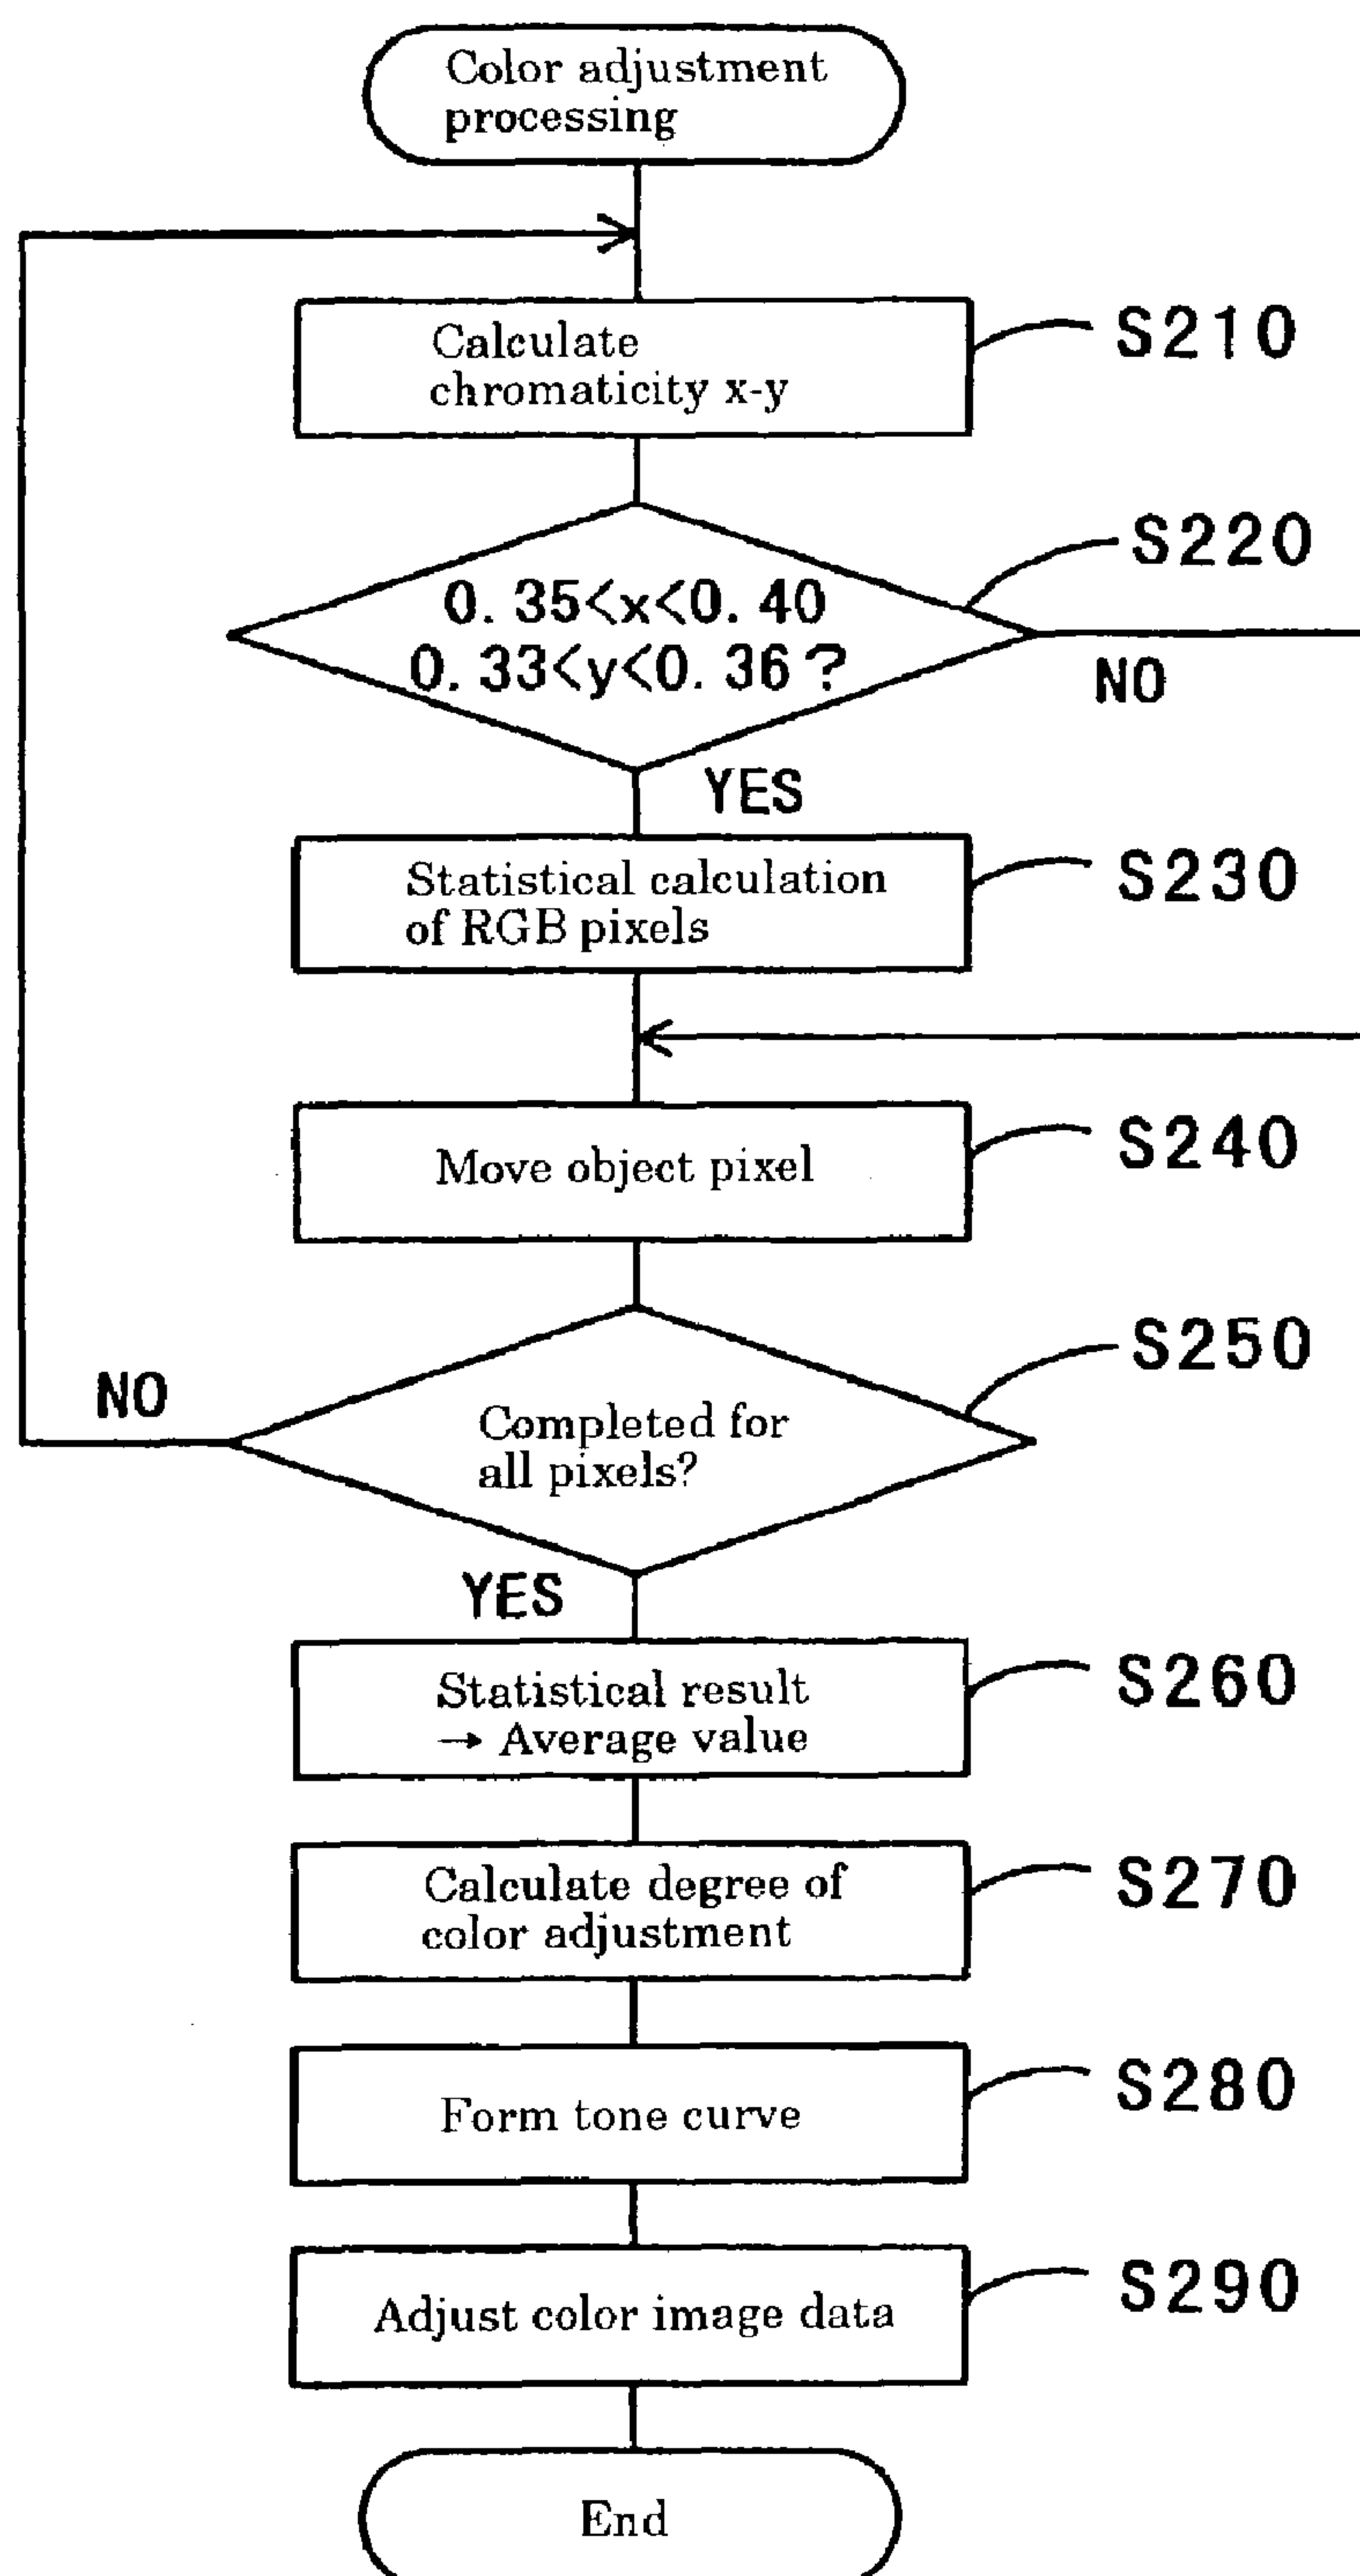 Color adjustment
processing
Calculate
chromaticity x-y
S210
0.35<x<0.40
0.33<y<0.36?
S220
NO
YES
Statistical calculation
of RGB pixels
S230
Move object pixel
S240
Completed for
all pixels?
S250
NO
YES
Statistical result
→ Average value
S260
Calculate degree of
color adjustment
S270
Form tone curve
S280
Adjust color image data
S290
End